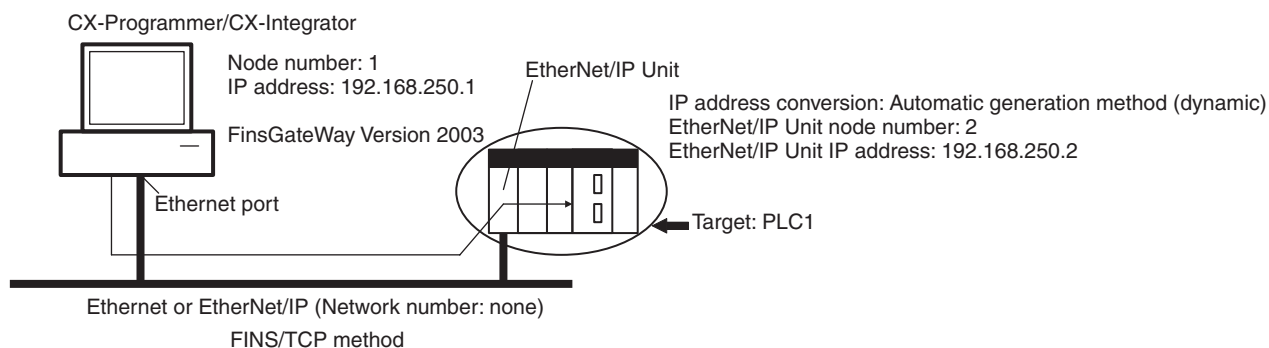 CX-Programmer/CX-Integrator
Node number: 1
IP address: 192.168.250.1
FinsGateWay Version 2003
Ethernet port
EtherNet/IP Unit
IP address conversion: Automatic generation method (dynamic)
EtherNet/IP Unit node number: 2
EtherNet/IP Unit IP address: 192.168.250.2
Target: PLC1
Ethernet or EtherNet/IP (Network number: none)
FINS/TCP method